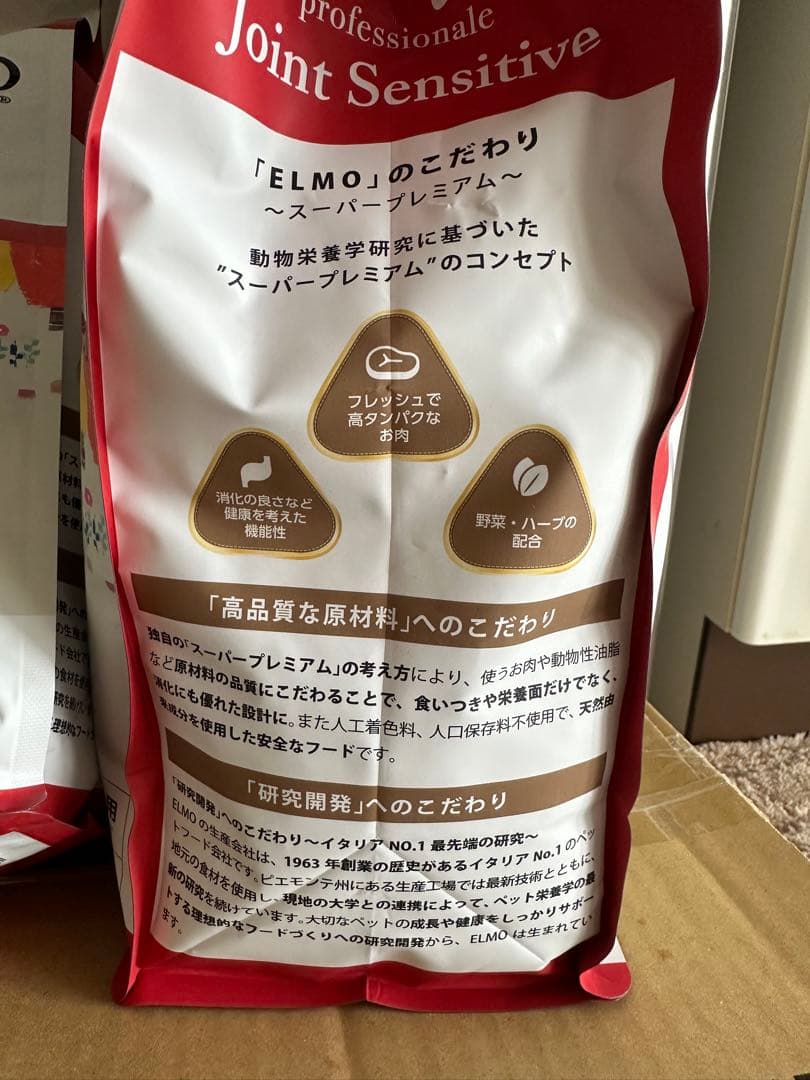 professionale
Joint Sensitive
「ELMO」のこだわり
～スーパープレミアム～
動物栄養学研究に基づいた
"スーパープレミアム"のコンセプト
フレッシュで
高タンパクな
お肉
消化の良さなど
健康を考えた
機能性
野菜・ハーブの
配合
「高品質な原材料」へのこだわり
独自の「スーパープレミアム」の考え方により、使うお肉や動物性油脂
など原材料の品質にこだわることで、食いつきや栄養面だけでなく、
消化にも優れた設計に。また人工着色料、人口保存料不使用で、天然由
来成分を使用した安全なフードです。
「研究開発」へのこだわり
「研究開発」へのこだわり～イタリア NO.1 最先端の研究～
ELMO の生産会社は、1963 年創業の歴史があるイタリア No.1 のペッ
トフード会社です。ピエモンテ州にある生産工場では最新技術とともに、
地元の食材を使用し、現地の大学との連携によって、ペット栄養学の最
新の研究を続けています。大切なペットの成長や健康をしっかりサポー
トする理想的なフードづくりへの研究開発から、ELMO は生まれてい
ます。